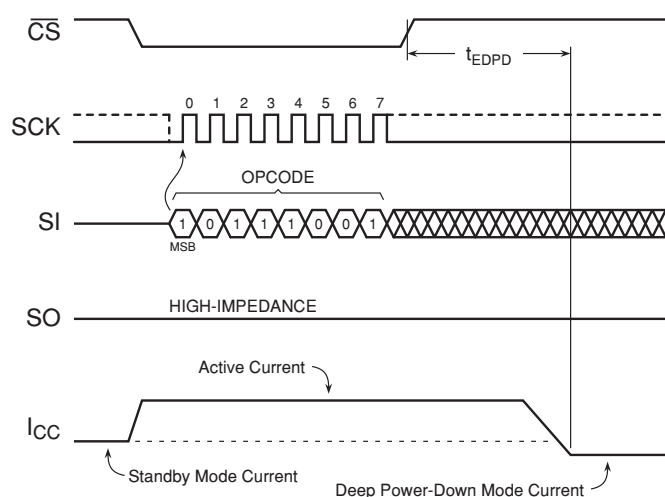 CS
tEDPD
0 1 2 3 4 5 6 7
SCK
OPCODE
SI
1 0 1 1 1 0 0 1
MSB
HIGH-IMPEDANCE
SO
Active Current
ICC
Standby Mode Current
Deep Power-Down Mode Current